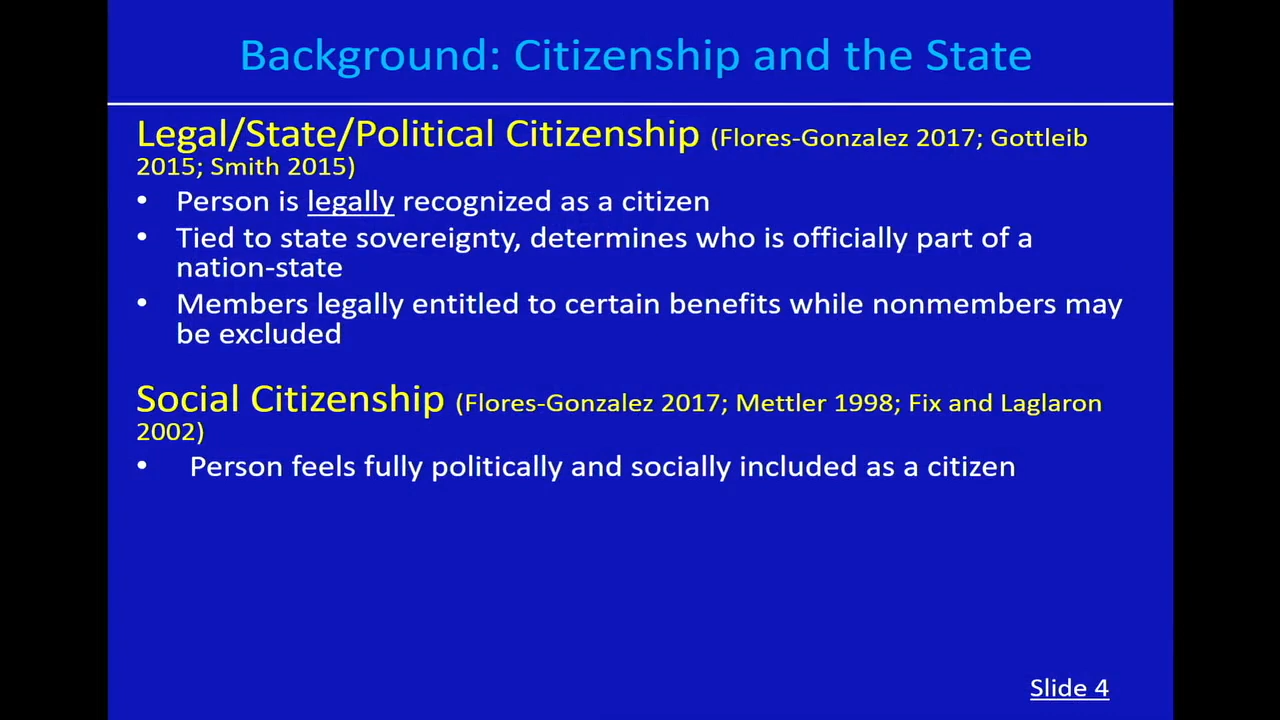 Background: Citizenship and the State
Legal/State/Political Citizenship (Flores-Gonzalez 2017; Gottleib
2015; Smith 2015)
• Person is legally recognized as a citizen
• Tied to state sovereignty, determines who is officially part of a
nation-state
• Members legally entitled to certain benefits while nonmembers may
be excluded
Social Citizenship (Flores-Gonzalez 2017; Mettler 1998; Fix and Laglaron
2002)
• Person feels fully politically and socially included as a citizen
Slide 4